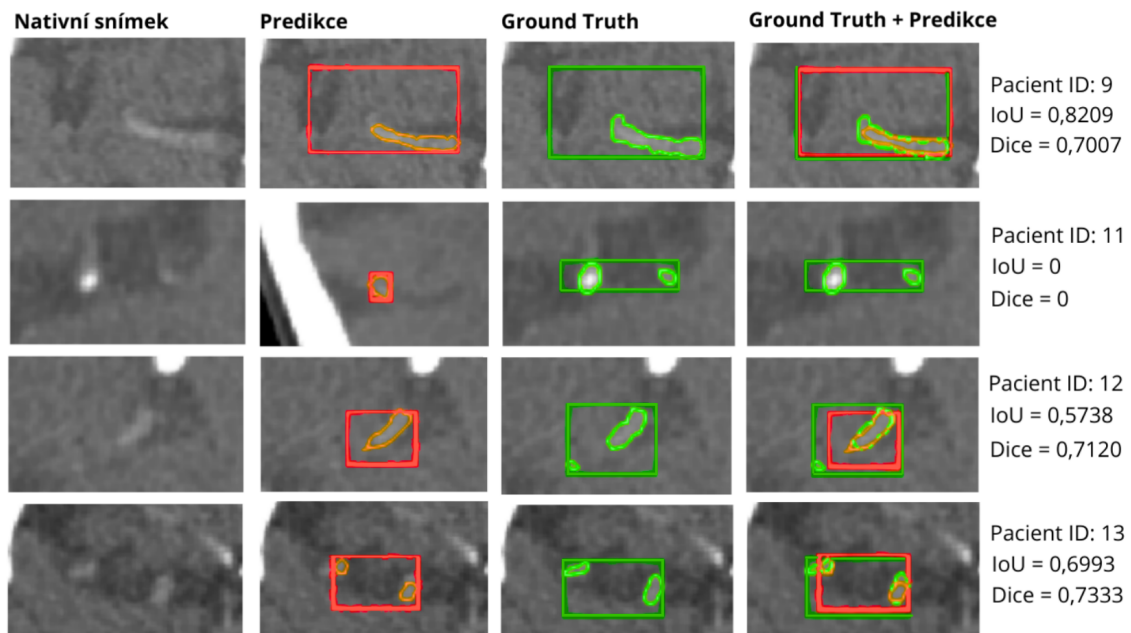 Nativní snímek
Predikce
Ground Truth
Ground Truth + Predikce
Pacient ID: 9
IoU = 0,8209
Dice = 0,7007
Pacient ID: 11
IoU = 0
Dice = 0
Pacient ID: 12
IoU = 0,5738
Dice = 0,7120
Pacient ID: 13
IoU = 0,6993
Dice = 0,7333